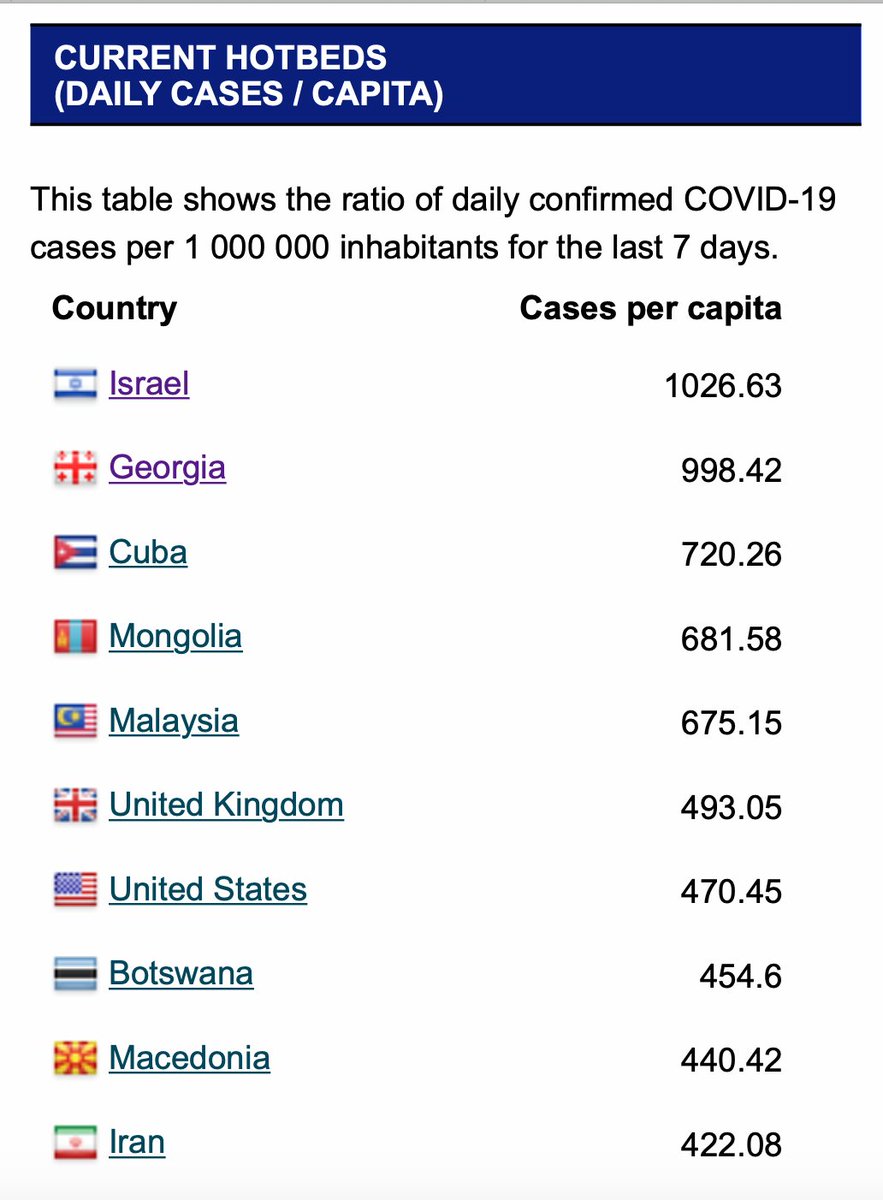 CURRENT HOTBEDS
(DAILY CASES / CAPITA)
This table shows the ratio of daily confirmed COVID-19
cases per 1 000 000 inhabitants for the last 7 days.
Country Cases per capita
Israel 1026.63
Georgia 998.42
Cuba 720.26
Mongolia 681.58
Malaysia 675.15
United Kingdom 493.05
United States 470.45
Botswana 454.6
Macedonia 440.42
Iran 422.08